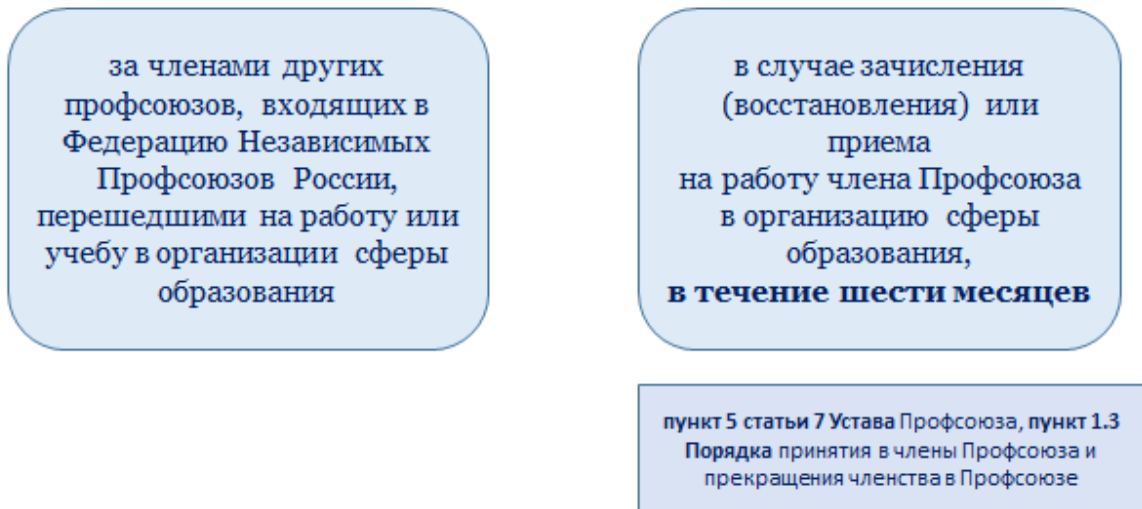 за членами других
профсоюзов, входящих в
Федерацию Независимых
Профсоюзов России,
перешедшими на работу или
учебу в организации сферы
образования
в случае зачисления
(восстановления) или
приема
на работу члена Профсоюза
в организацию сферы
образования,
в течение шести месяцев
пункт 5 статьи 7 Устава Профсоюза, пункт 1.3
Порядка принятия в члены Профсоюза и
прекращения членства в Профсоюзе